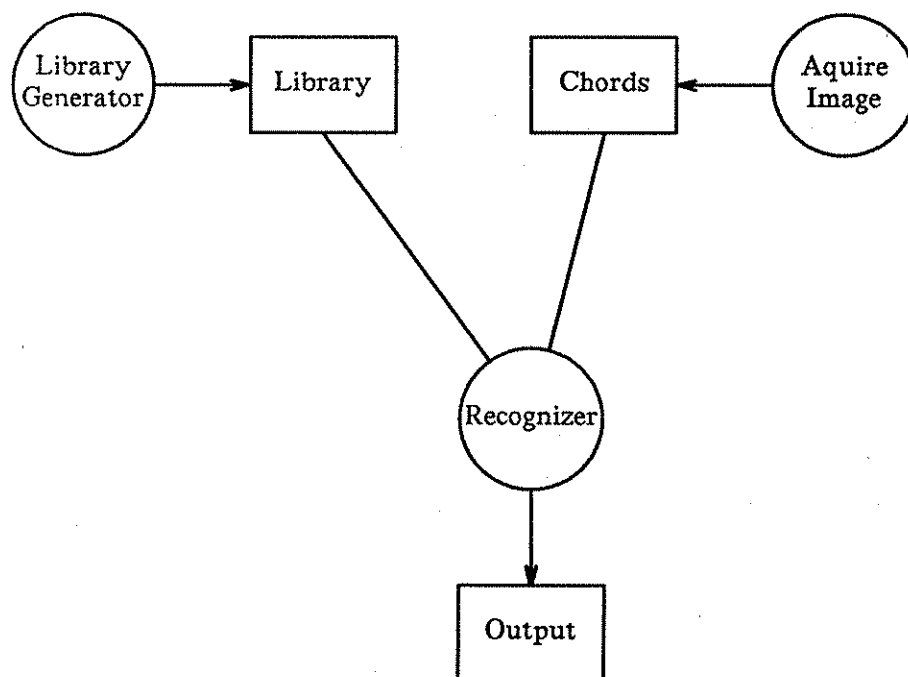 Library
Generator
Library
Chords
Aquire
Image
Recognizer
Output